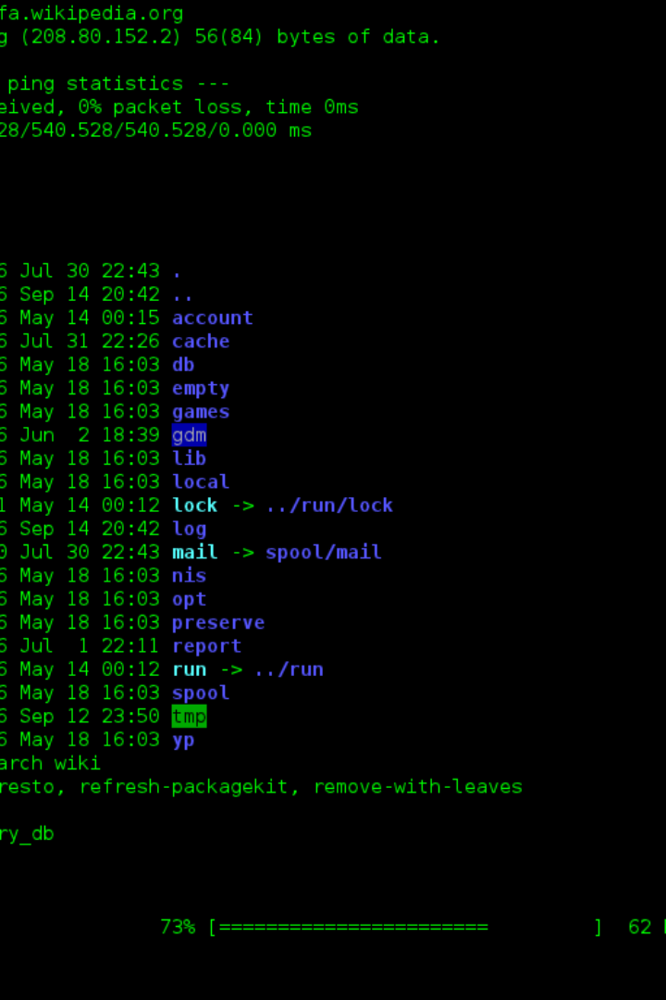 fa.wikipedia.org
g (208.80.152.2) 56(84) bytes of data.
ping statistics ---
eived, 0% packet loss, time 0ms
28/540.528/540.528/0.000 ms
6 Jul 30 22:43 .
6 Sep 14 20:42 ..
6 May 14 00:15 account
6 Jul 31 22:26 cache
6 May 18 16:03 db
6 May 18 16:03 empty
6 May 18 16:03 games
6 Jun  2 18:39 gdm
6 May 18 16:03 lib
6 May 18 16:03 local
1 May 14 00:12 lock -> ../run/lock
6 Sep 14 20:42 log
0 Jul 30 22:43 mail -> spool/mail
6 May 18 16:03 nis
6 May 18 16:03 opt
6 May 18 16:03 preserve
6 Jul  1 22:11 report
6 May 14 00:12 run -> ../run
6 May 18 16:03 spool
6 Sep 12 23:50 tmp
6 May 18 16:03 yp
arch wiki
resto, refresh-packagekit, remove-with-leaves
ry_db
73% [=======================         ]  62